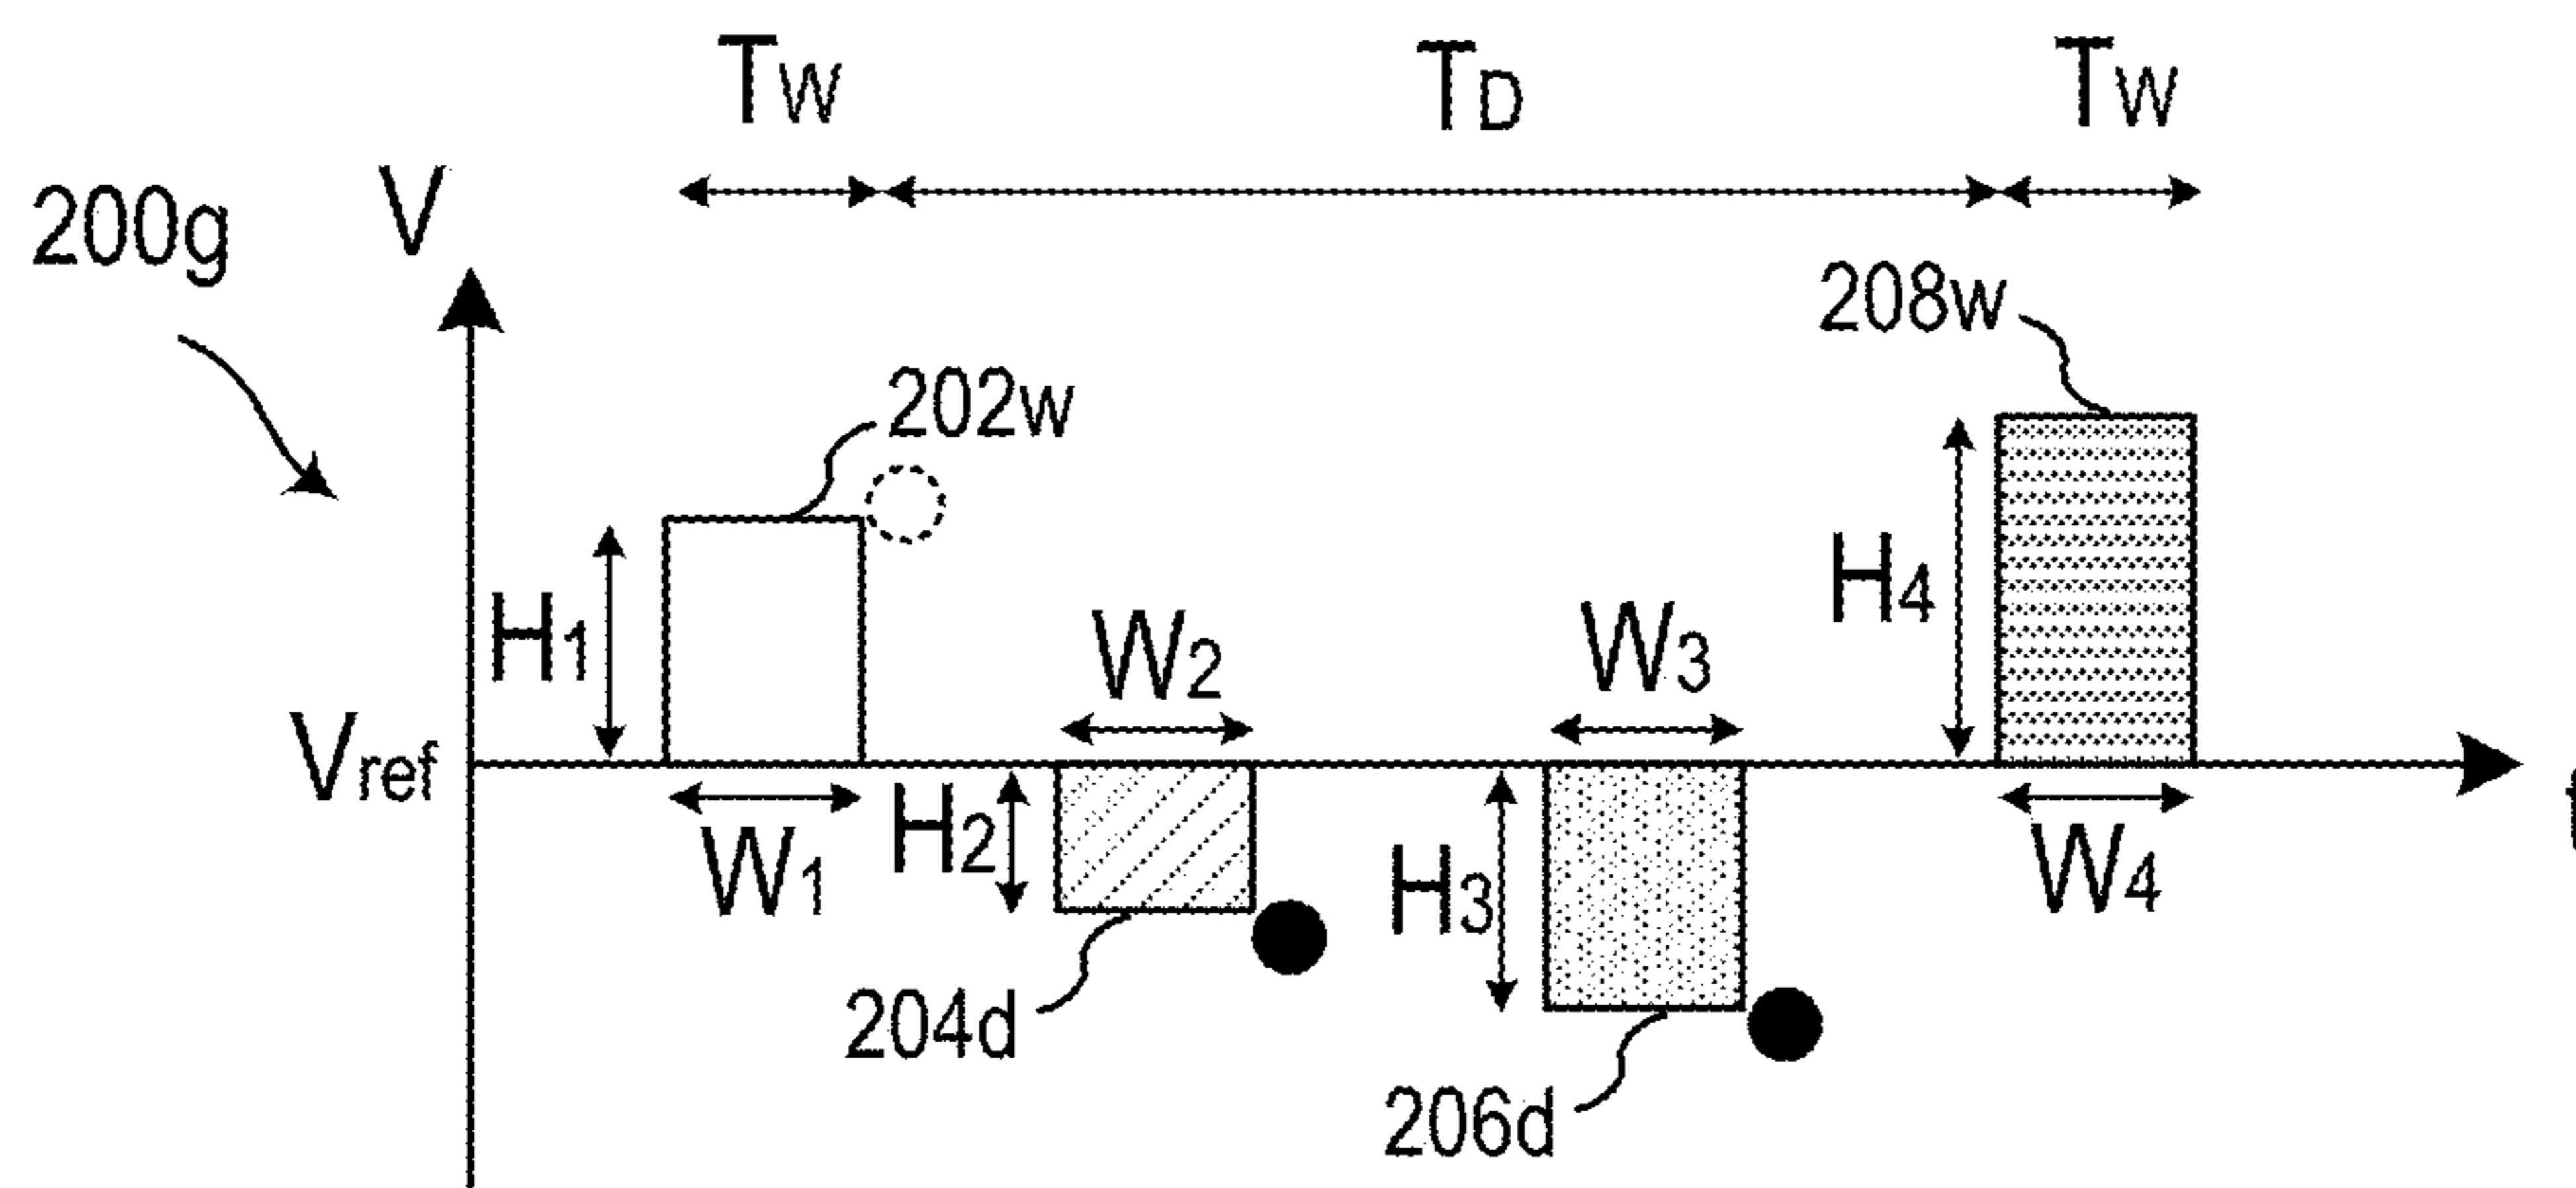 TW TD TW
200g V
208w
202w
H1 H4
W2 W3
Vref
W1 H2 H3 W4 t
204d
206d